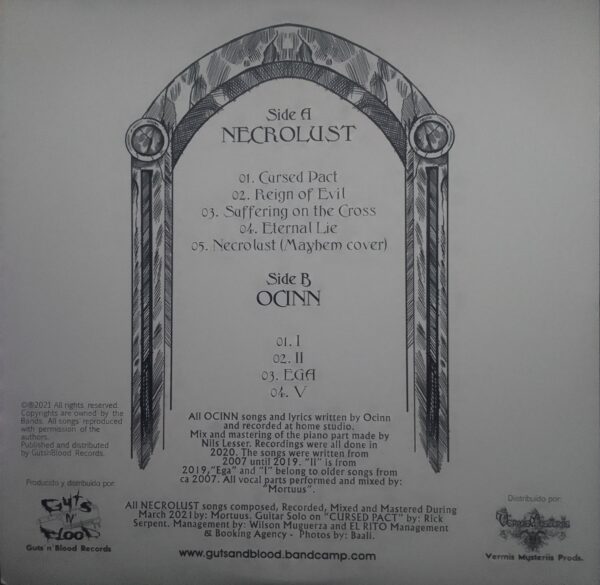 Side A
NECROLUST
01. Cursed Pact
02. Reign of Evil
03. Suffering on the Cross
04. Eternal Lie
05. Necrolust (Mayhem cover)
Side B
OCINN
01. I
02. II
03. EGA
04. V
All OCINN songs and lyrics written by Ocinn
and recorded at home studio.
Mix and mastering of the piano part made by
Nils Lesser. Recordings were all done in
2020. The songs were written from
2007 until 2019. "II" is from
2019,"Ega" and "I" belong to older songs from
ca 2007. All vocal parts performed and mixed by:
"Mortuus".
©℗2021 All rights reserved.
Copyrights are owned by the
Bands. All songs reproduced
with permission of the
authors.
Published and distributed
by GutsnBlood Records.
Producido y distribuido por:
Guts
N'
Blood
Guts n' Blood Records
All NECROLUST songs composed, Recorded, Mixed and Mastered During
March 2021by: Mortuus. Guitar Solo on "CURSED PACT" by: Rick
Serpent. Management by: Wilson Muguerza and EL RITO Management
& Booking Agency - Photos by: Baali.
www.gutsandblood.bandcamp.com
Distribuido por:
Vermis Mysteriis Prods.